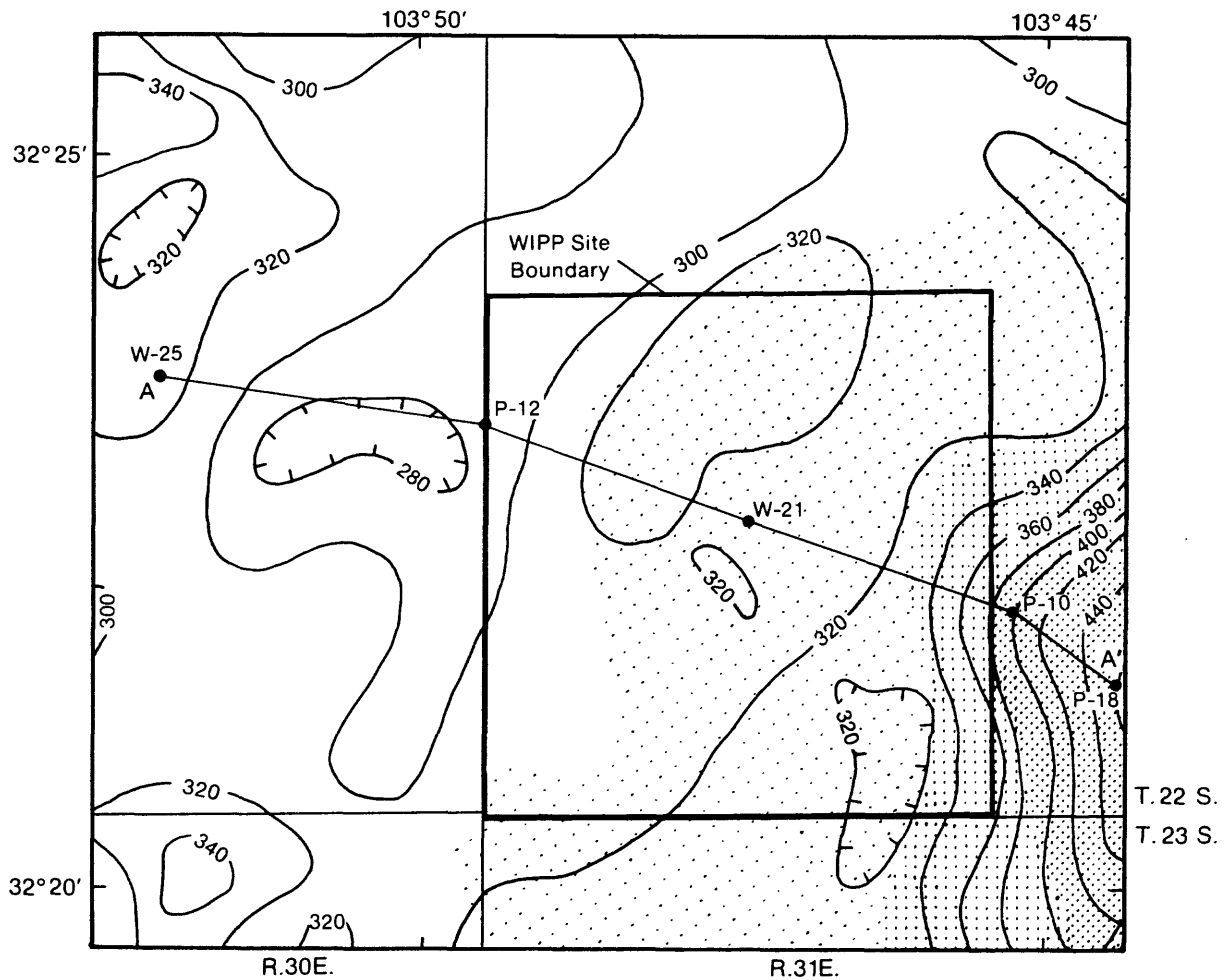 103° 50′
103° 45′
340
300
300
32° 25′
320
320
WIPP Site
Boundary
300
320
W-25
A
P-12
280
340
W-21
360
380
400
420
320
300
P-10
440
320
A′
P-18
320
320
T. 22 S.
T. 23 S.
340
32° 20′
320
R.30E.
R.31E.